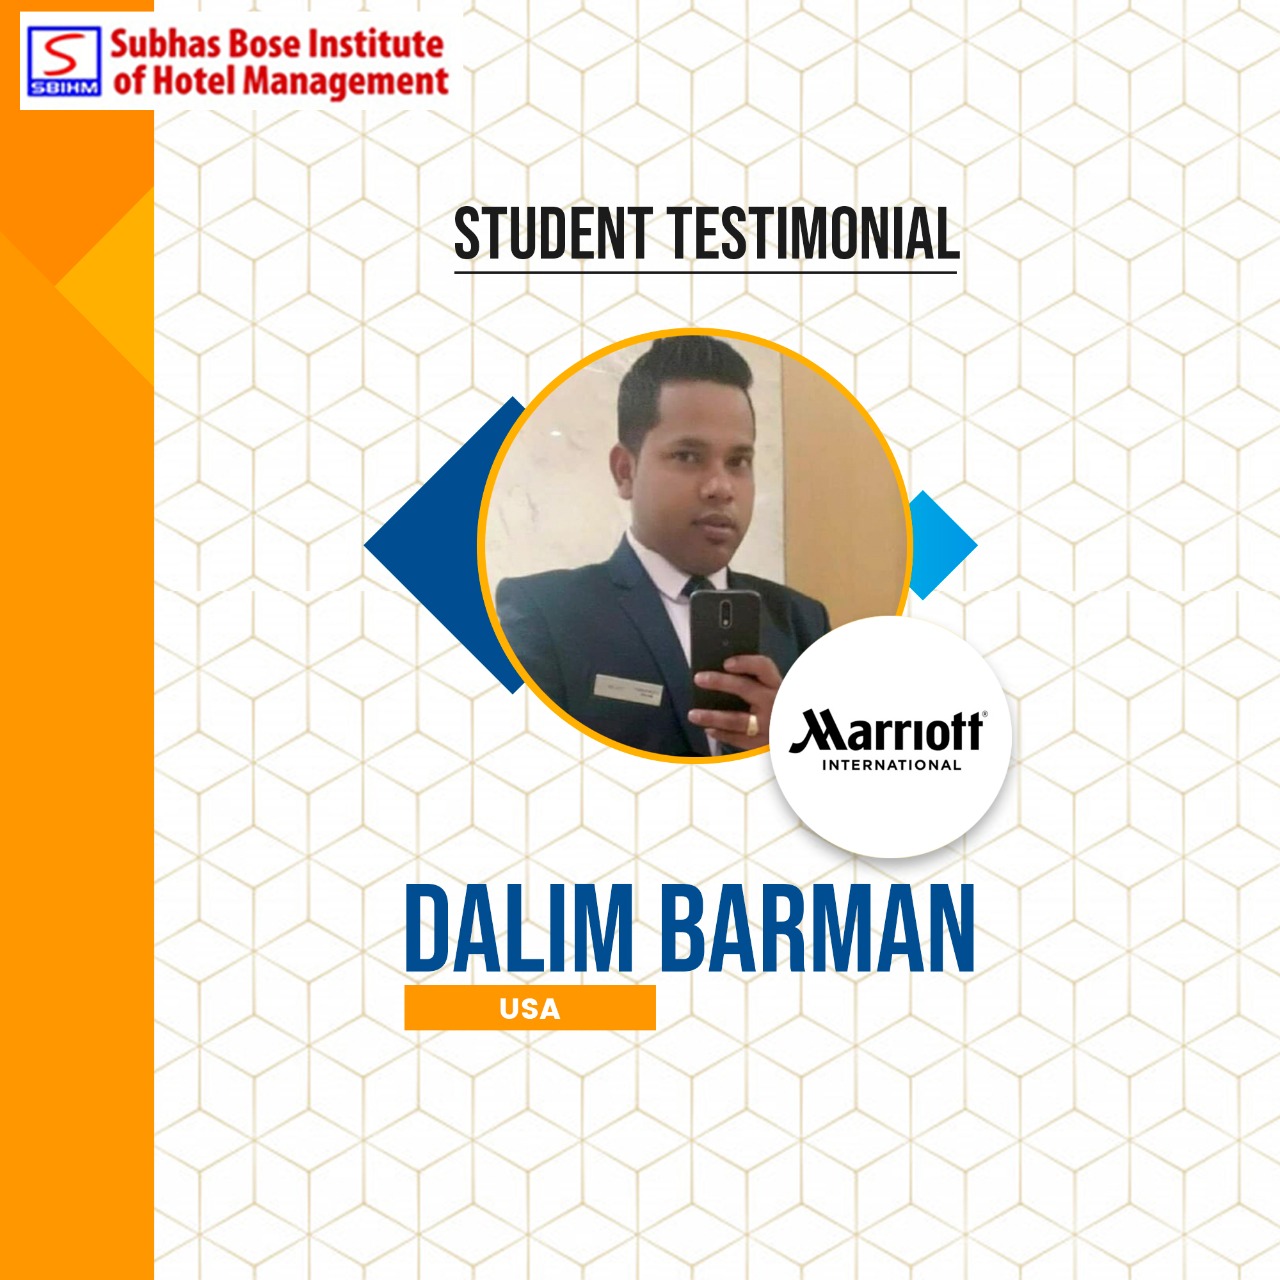 Subhas Bose Institute
of Hotel Management
S
SBIHM
STUDENT TESTIMONIAL
Marriott®
INTERNATIONAL
DALIM BARMAN
USA